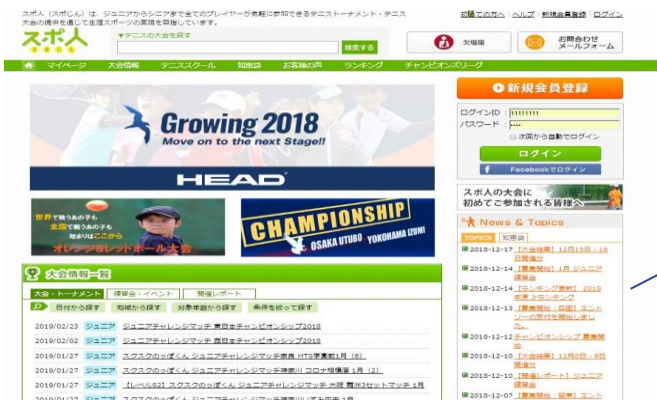 スポ人（スポじん）は、ジュニアからシニアまで全てのプレイヤーが気軽に参加できるテニストーナメント・テニス
大会の提供を通して生涯スポーツの実現を目指しています。
初めての方へ ヘルプ 新規会員登録 ログイン
スポ人
▼テニスの大会を探す
検索する
欠場届
お問合わせ
メールフォーム
マイページ 大会情報 テニススクール 知恵袋 お客様の声 ランキング チャンピオンズリーグ
Growing 2018
Move on to the next Stage!!
HEAD
世界で戦うあの子も
全国で戦うあの子も
始まりはここから
オレンジ&レッドボール大会
CHAMPIONSHIP
OSAKA UTUBO YOKOHAMA IZUMI
大会情報一覧
大会・トーナメント 練習会・イベント 開催レポート
日付から探す 地域から探す 対象年齢から探す 条件を絞って探す
2019/02/23 ジュニア ジュニアチャレンジマッチ 東日本チャンピオンシップ2018
2019/02/02 ジュニア ジュニアチャレンジマッチ 西日本チャンピオンシップ2018
2019/01/27 ジュニア スクスクのっぽくん ジュニアチャレンジマッチ奈良 MTS学園前1月（6）
2019/01/27 ジュニア スクスクのっぽくん ジュニアチャレンジマッチ神奈川 コロナ相模原 1月（2）
2019/01/27 ジュニア 【レベルS2】スクスクのっぽくん ジュニアチャレンジマッチ 大阪 舞洲3セットマッチ 1月
新規会員登録
ログインID： 11111111
パスワード： ••••
次回から自動でログイン
ログイン
Facebookでログイン
スポ人の大会に
初めてご参加される皆様へ
News & Topics
TOPICS 知恵袋
2018-12-17 【大会結果】12月15日・16
日開催分
2018-12-14 【募集開始】1月 ジュニア
練習会
2018-12-14 【ランキング更新】 2018
年度 Jrランキング
2018-12-13 【募集開始：四国】エント
リーの受付を開始しまし
た。
2018-12-12 チャンピオンシップ 募集開
始
2018-12-10 【大会結果】12月8日・9日
開催分
2018-12-10 【開催レポート】ジュニア
練習会
2018-12-07 【募集開始：関東】エント